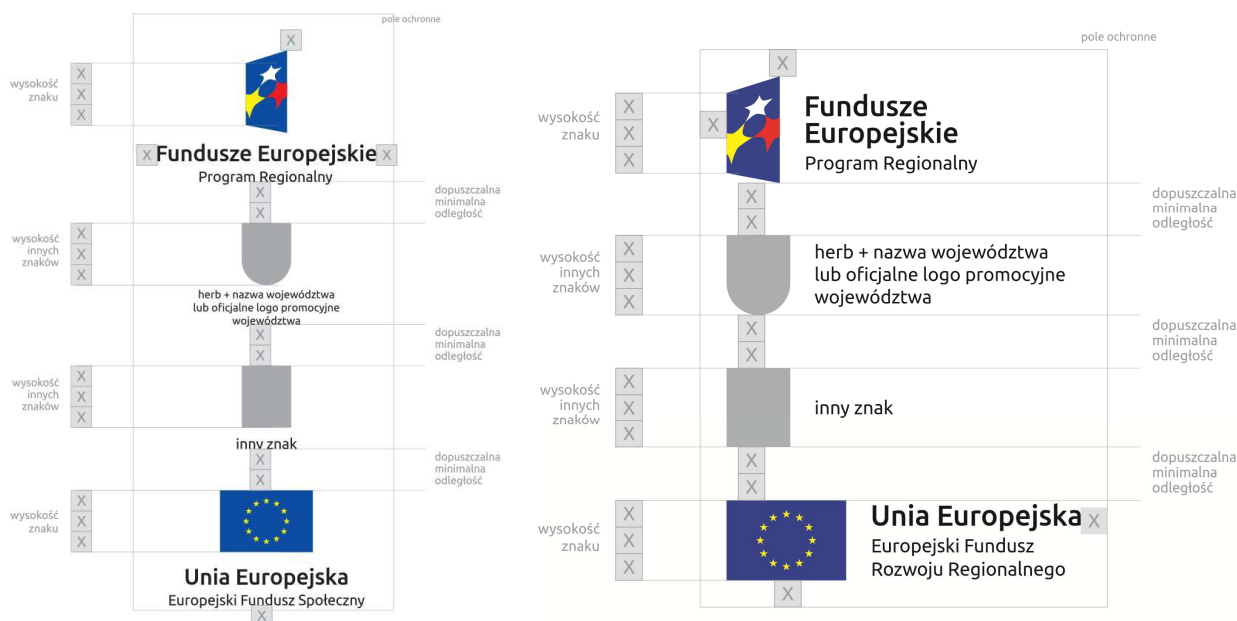 pole ochronne
X
wysokość
znaku
X
X
X
X Fundusze Europejskie X
Program Regionalny
X
X
dopuszczalna
minimalna
odległość
wysokość
innych
znaków
X
X
X
herb + nazwa województwa
lub oficjalne logo promocyjne
województwa
X
X
dopuszczalna
minimalna
odległość
wysokość
innych
znaków
X
X
X
inny znak
X
X
dopuszczalna
minimalna
odległość
wysokość
znaku
X
X
X
Unia Europejska
Europejski Fundusz Społeczny
X
pole ochronne
X
wysokość
znaku
X
X
X
X
Fundusze
Europejskie
Program Regionalny
X
X
dopuszczalna
minimalna
odległość
wysokość
innych
znaków
X
X
X
herb + nazwa województwa
lub oficjalne logo promocyjne
województwa
X
X
dopuszczalna
minimalna
odległość
wysokość
innych
znaków
X
X
X
inny znak
X
X
dopuszczalna
minimalna
odległość
wysokość
znaku
X
X
X
Unia Europejska X
Europejski Fundusz
Rozwoju Regionalnego
X